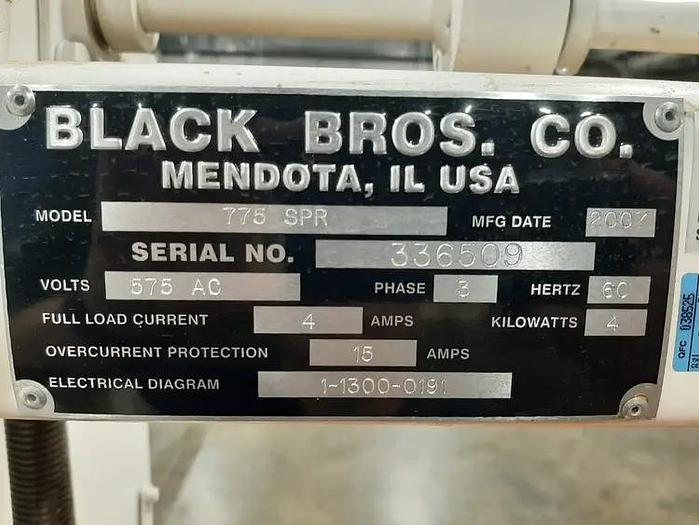 BLACK BROS. CO.
MENDOTA, IL USA
MODEL 775 SPR MFG DATE 2007
SERIAL NO. 336509
VOLTS 575 AC PHASE 3 HERTZ 60
FULL LOAD CURRENT 4 AMPS KILOWATTS 4
OVERCURRENT PROTECTION 15 AMPS
ELECTRICAL DIAGRAM 1-1300-0191
QFC 038525